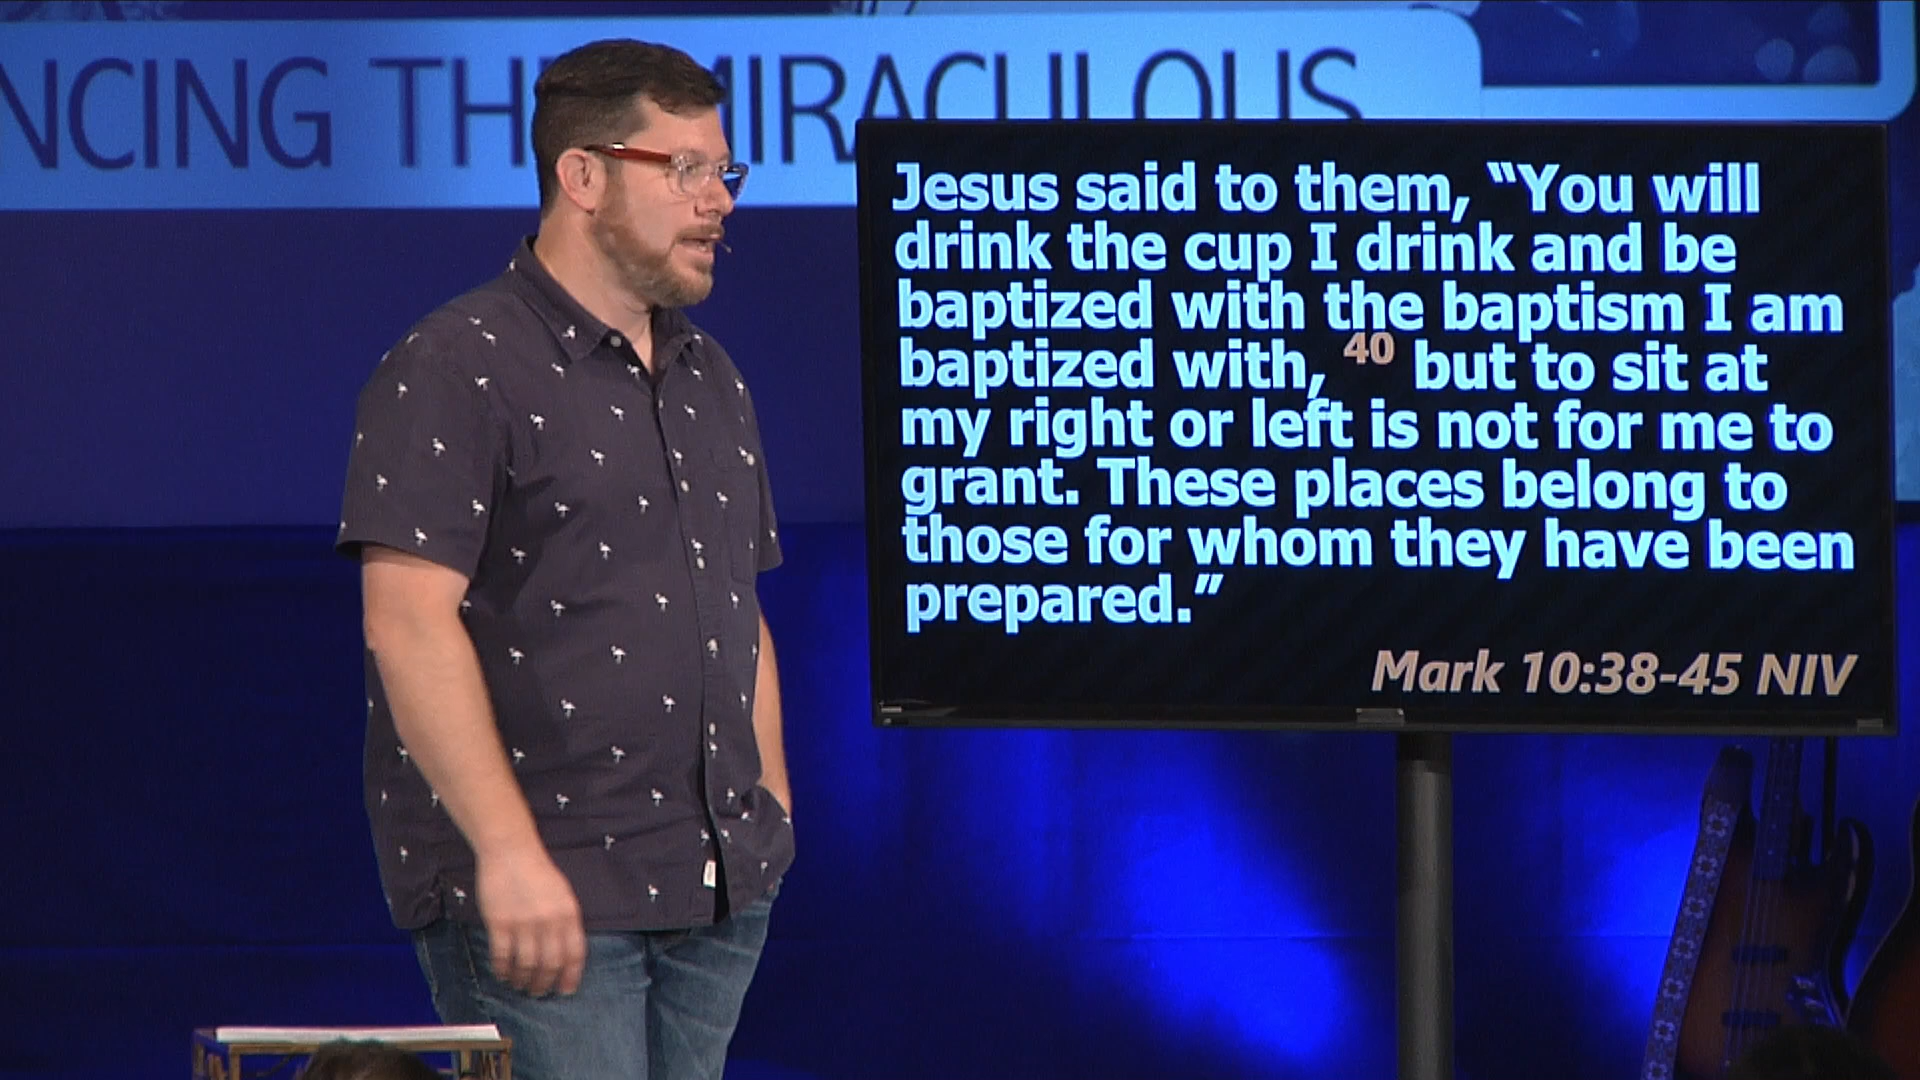 NCING THE MIRACULOUS
Jesus said to them, “You will
drink the cup I drink and be
baptized with the baptism I am
baptized with, 40 but to sit at
my right or left is not for me to
grant. These places belong to
those for whom they have been
prepared.”
Mark 10:38-45 NIV